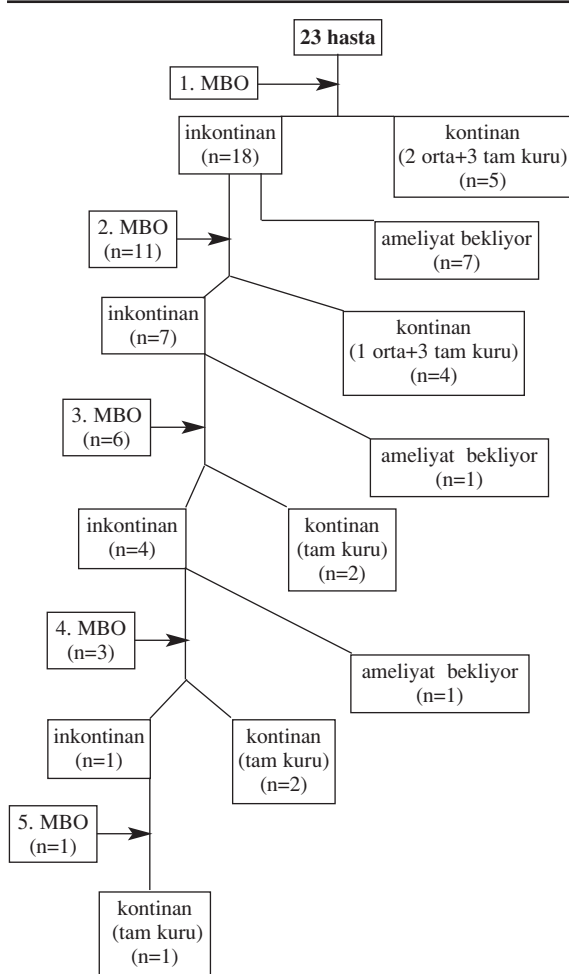 23 hasta
1. MBO
inkontinan
(n=18)
kontinan
(2 orta+3 tam kuru)
(n=5)
2. MBO
(n=11)
ameliyat bekliyor
(n=7)
inkontinan
(n=7)
kontinan
(1 orta+3 tam kuru)
(n=4)
3. MBO
(n=6)
ameliyat bekliyor
(n=1)
inkontinan
(n=4)
kontinan
(tam kuru)
(n=2)
4. MBO
(n=3)
ameliyat bekliyor
(n=1)
inkontinan
(n=1)
kontinan
(tam kuru)
(n=2)
5. MBO
(n=1)
kontinan
(tam kuru)
(n=1)